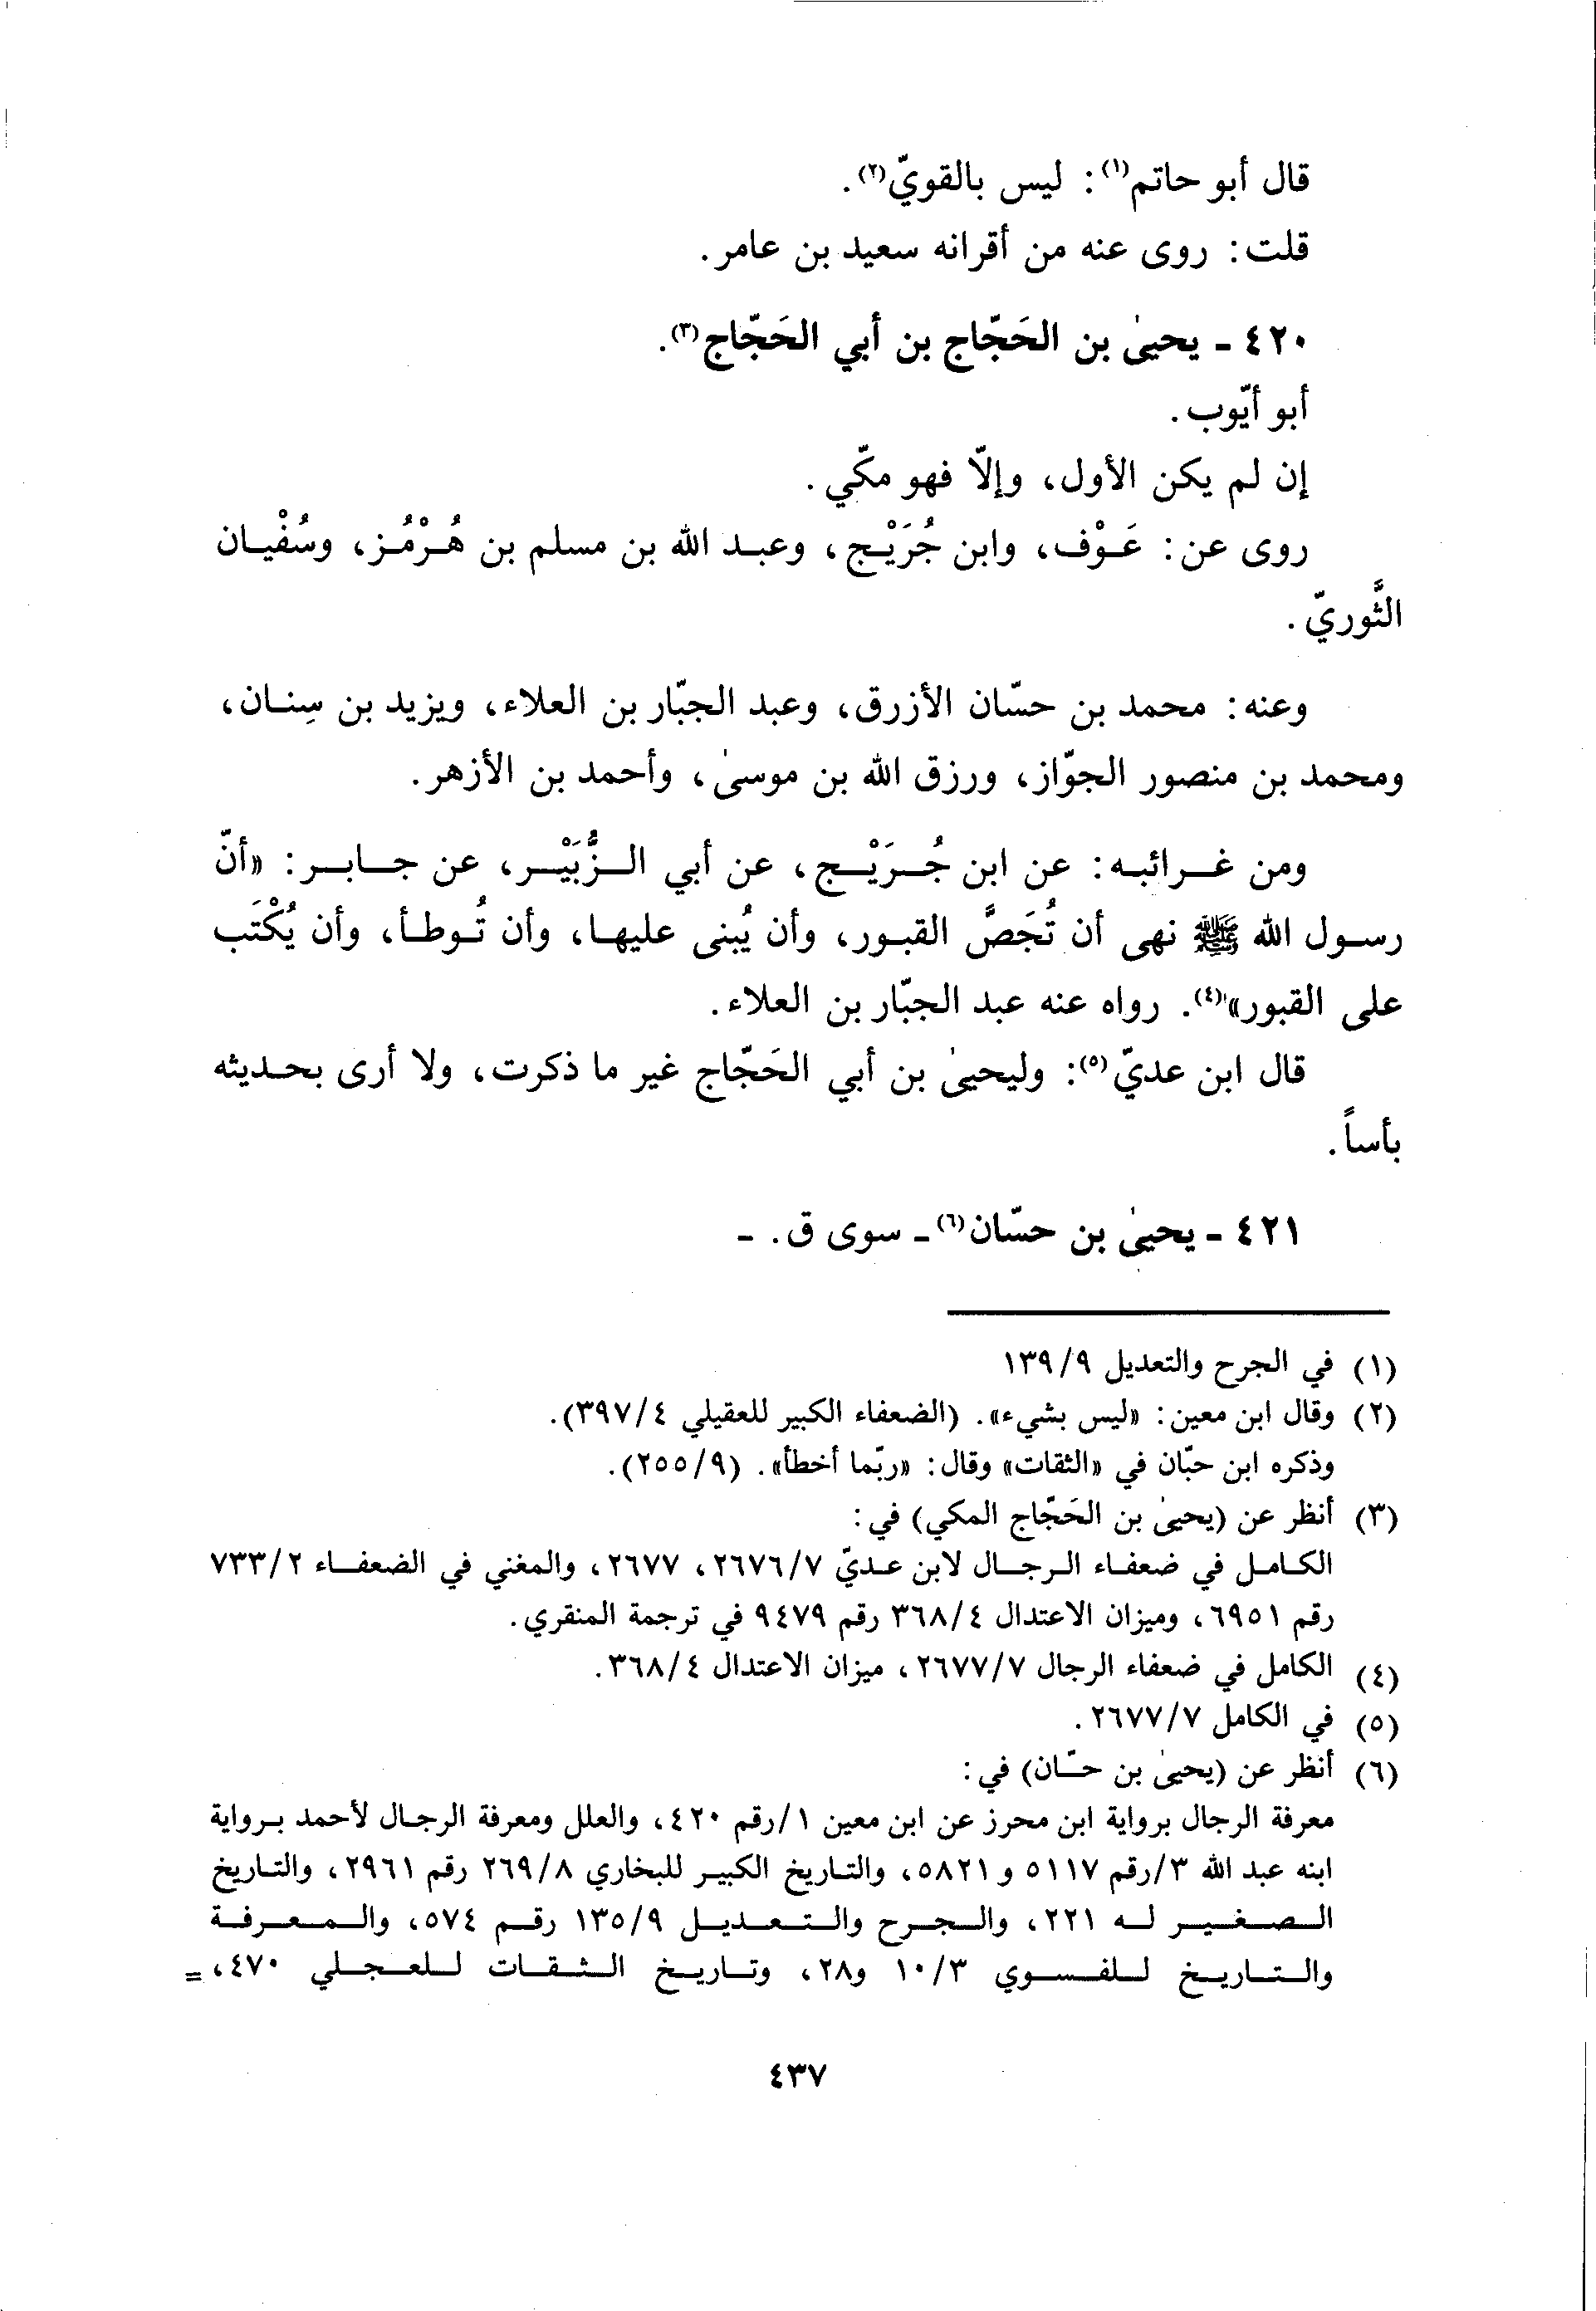 قال أبو حاتم(١): ليس بالقويّ(٢).
قلت: روى عنه من أقرانه سعيد بن عامر.
٤٢٠ - يحيىٰ بن الحَجّاج بن أبي الحَجّاج(٣).
أبو أيّوب.
إن لم يكن الأول، وإلّا فهو مكّي.
روى عن: عَوْف، وابن جُرَيْج، وعبد الله بن مسلم بن هُرْمُز، وسُفْيان
الثَّوريّ.
وعنه: محمد بن حسّان الأزرق، وعبد الجبّار بن العلاء، ويزيد بن سِنان،
ومحمد بن منصور الجوّاز، ورزق الله بن موسىٰ، وأحمد بن الأزهر.
ومن غرائبه: عن ابن جُرَيْج، عن أبي الزُّبَيْر، عن جابر: «أنّ
رسول الله ﷺ نهى أن تُجَصَّ القبور، وأن يُبنى عليها، وأن تُوطأ، وأن يُكْتَب
على القبور»(٤). رواه عنه عبد الجبّار بن العلاء.
قال ابن عديّ(٥): وليحيىٰ بن أبي الحَجّاج غير ما ذكرت، ولا أرى بحديثه
بأساً.
٤٢١ - يحيىٰ بن حسّان(٦) - سوى ق. -
(١) في الجرح والتعديل ١٣٩/٩
(٢) وقال ابن معين: «ليس بشيء». (الضعفاء الكبير للعقيلي ٣٩٧/٤).
وذكره ابن حبّان في «الثقات» وقال: «ربّما أخطأ». (٢٥٥/٩).
(٣) أنظر عن (يحيىٰ بن الحَجّاج المكي) في:
الكامل في ضعفاء الرجال لابن عديّ ٢٦٧٦/٧، ٢٦٧٧، والمغني في الضعفاء ٧٣٣/٢
رقم ٦٩٥١، وميزان الاعتدال ٣٦٨/٤ رقم ٩٤٧٩ في ترجمة المنقري.
(٤) الكامل في ضعفاء الرجال ٢٦٧٧/٧، ميزان الاعتدال ٣٦٨/٤.
(٥) في الكامل ٢٦٧٧/٧.
(٦) أنظر عن (يحيىٰ بن حسّان) في:
معرفة الرجال برواية ابن محرز عن ابن معين ١/رقم ٤٢٠، والعلل ومعرفة الرجال لأحمد برواية
ابنه عبد الله ٣/رقم ٥١١٧ و ٥٨٢١، والتاريخ الكبير للبخاري ٢٦٩/٨ رقم ٢٩٦١، والتاريخ
الصغير له ٢٢١، والجرح والتعديل ١٣٥/٩ رقم ٥٧٤، والمعرفة
والتاريخ للفسوي ١٠/٣ و٢٨، وتاريخ الثقات للعجلي ٤٧٠، =
٤٣٧